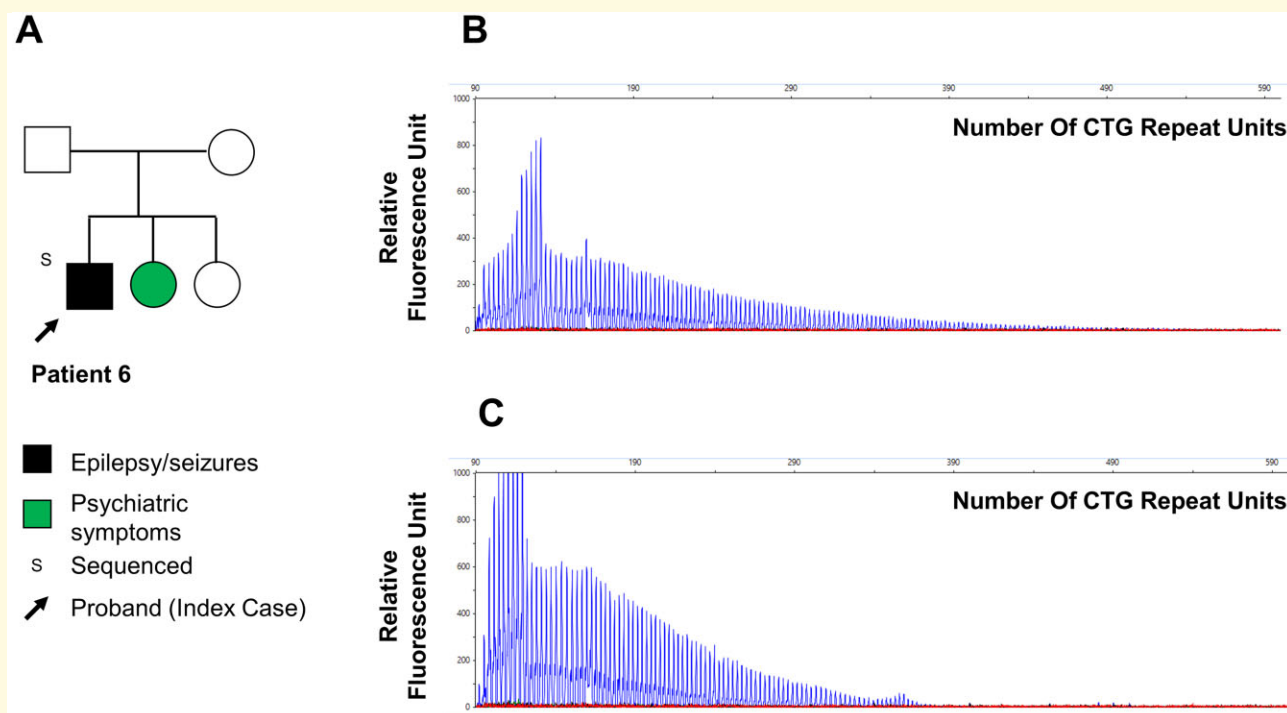 A
S
Patient 6
Epilepsy/seizures
Psychiatric
symptoms
S Sequenced
Proband (Index Case)
B
90 190 290 390 490 590
1000
800
600
400
200
0
Relative
Fluorescence Unit
Number Of CTG Repeat Units
C
90 190 290 390 490 590
1000
800
600
400
200
0
Relative
Fluorescence Unit
Number Of CTG Repeat Units